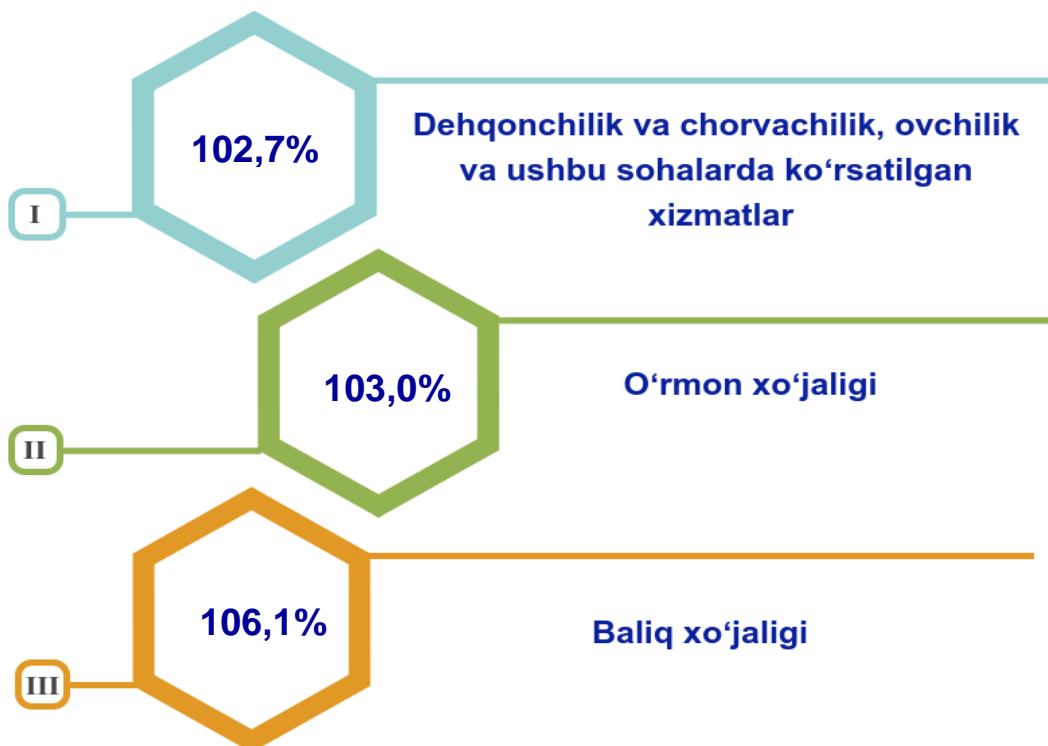 102,7%
Dehqonchilik va chorvachilik, ovchilik
va ushbu sohalarda ko‘rsatilgan
xizmatlar
I
103,0%
O‘rmon xo‘jaligi
II
106,1%
Baliq xo‘jaligi
III